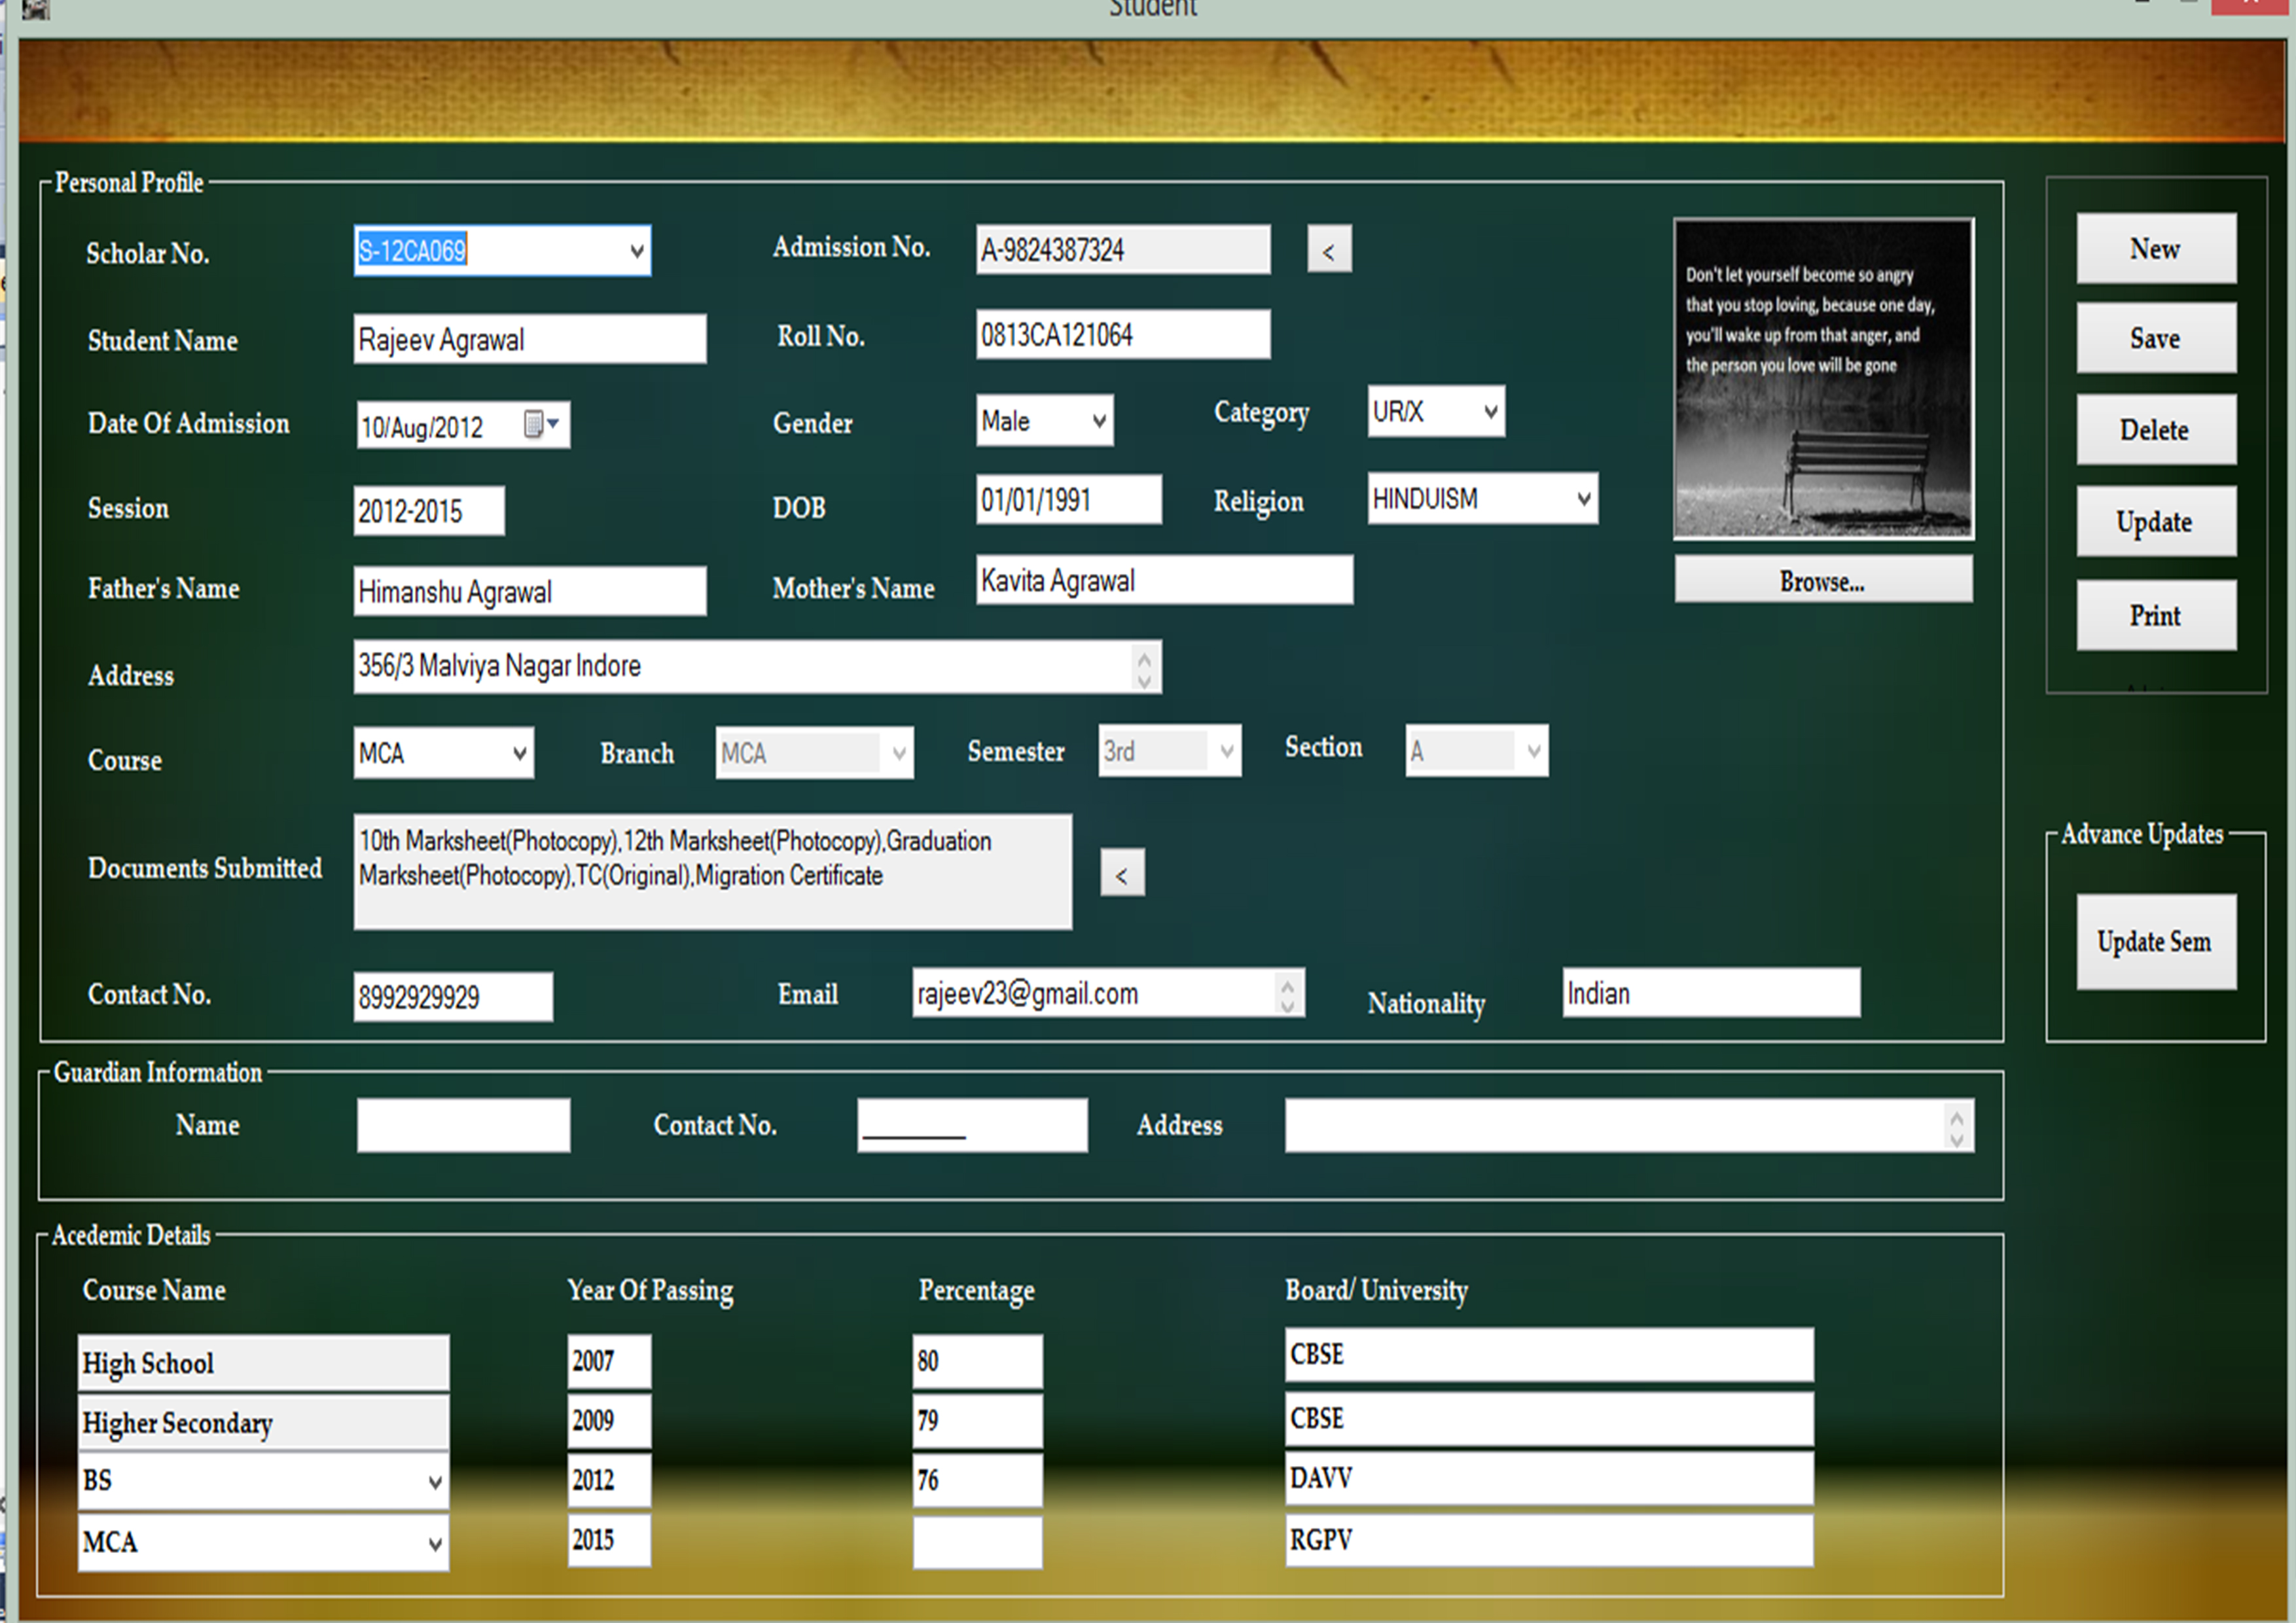 Student
Personal Profile
Scholar No. S-12CA069 Admission No. A-9824387324 <
Don't let yourself become so angry
that you stop loving, because one day,
you'll wake up from that anger, and
the person you love will be gone
New
Student Name Rajeev Agrawal Roll No. 0813CA121064
Save
Date Of Admission 10/Aug/2012 Gender Male Category UR/X
Delete
Session 2012-2015 DOB 01/01/1991 Religion HINDUISM
Update
Father's Name Himanshu Agrawal Mother's Name Kavita Agrawal Browse...
Print
Address 356/3 Malviya Nagar Indore
Course MCA Branch MCA Semester 3rd Section A
Documents Submitted
10th Marksheet(Photocopy),12th Marksheet(Photocopy),Graduation
Marksheet(Photocopy),TC(Original),Migration Certificate
<
Advance Updates
Update Sem
Contact No. 8992929929 Email rajeev23@gmail.com Nationality Indian
Guardian Information
Name Contact No. Address
Acedemic Details
Course Name Year Of Passing Percentage Board/ University
High School 2007 80 CBSE
Higher Secondary 2009 79 CBSE
BS 2012 76 DAVV
MCA 2015 RGPV